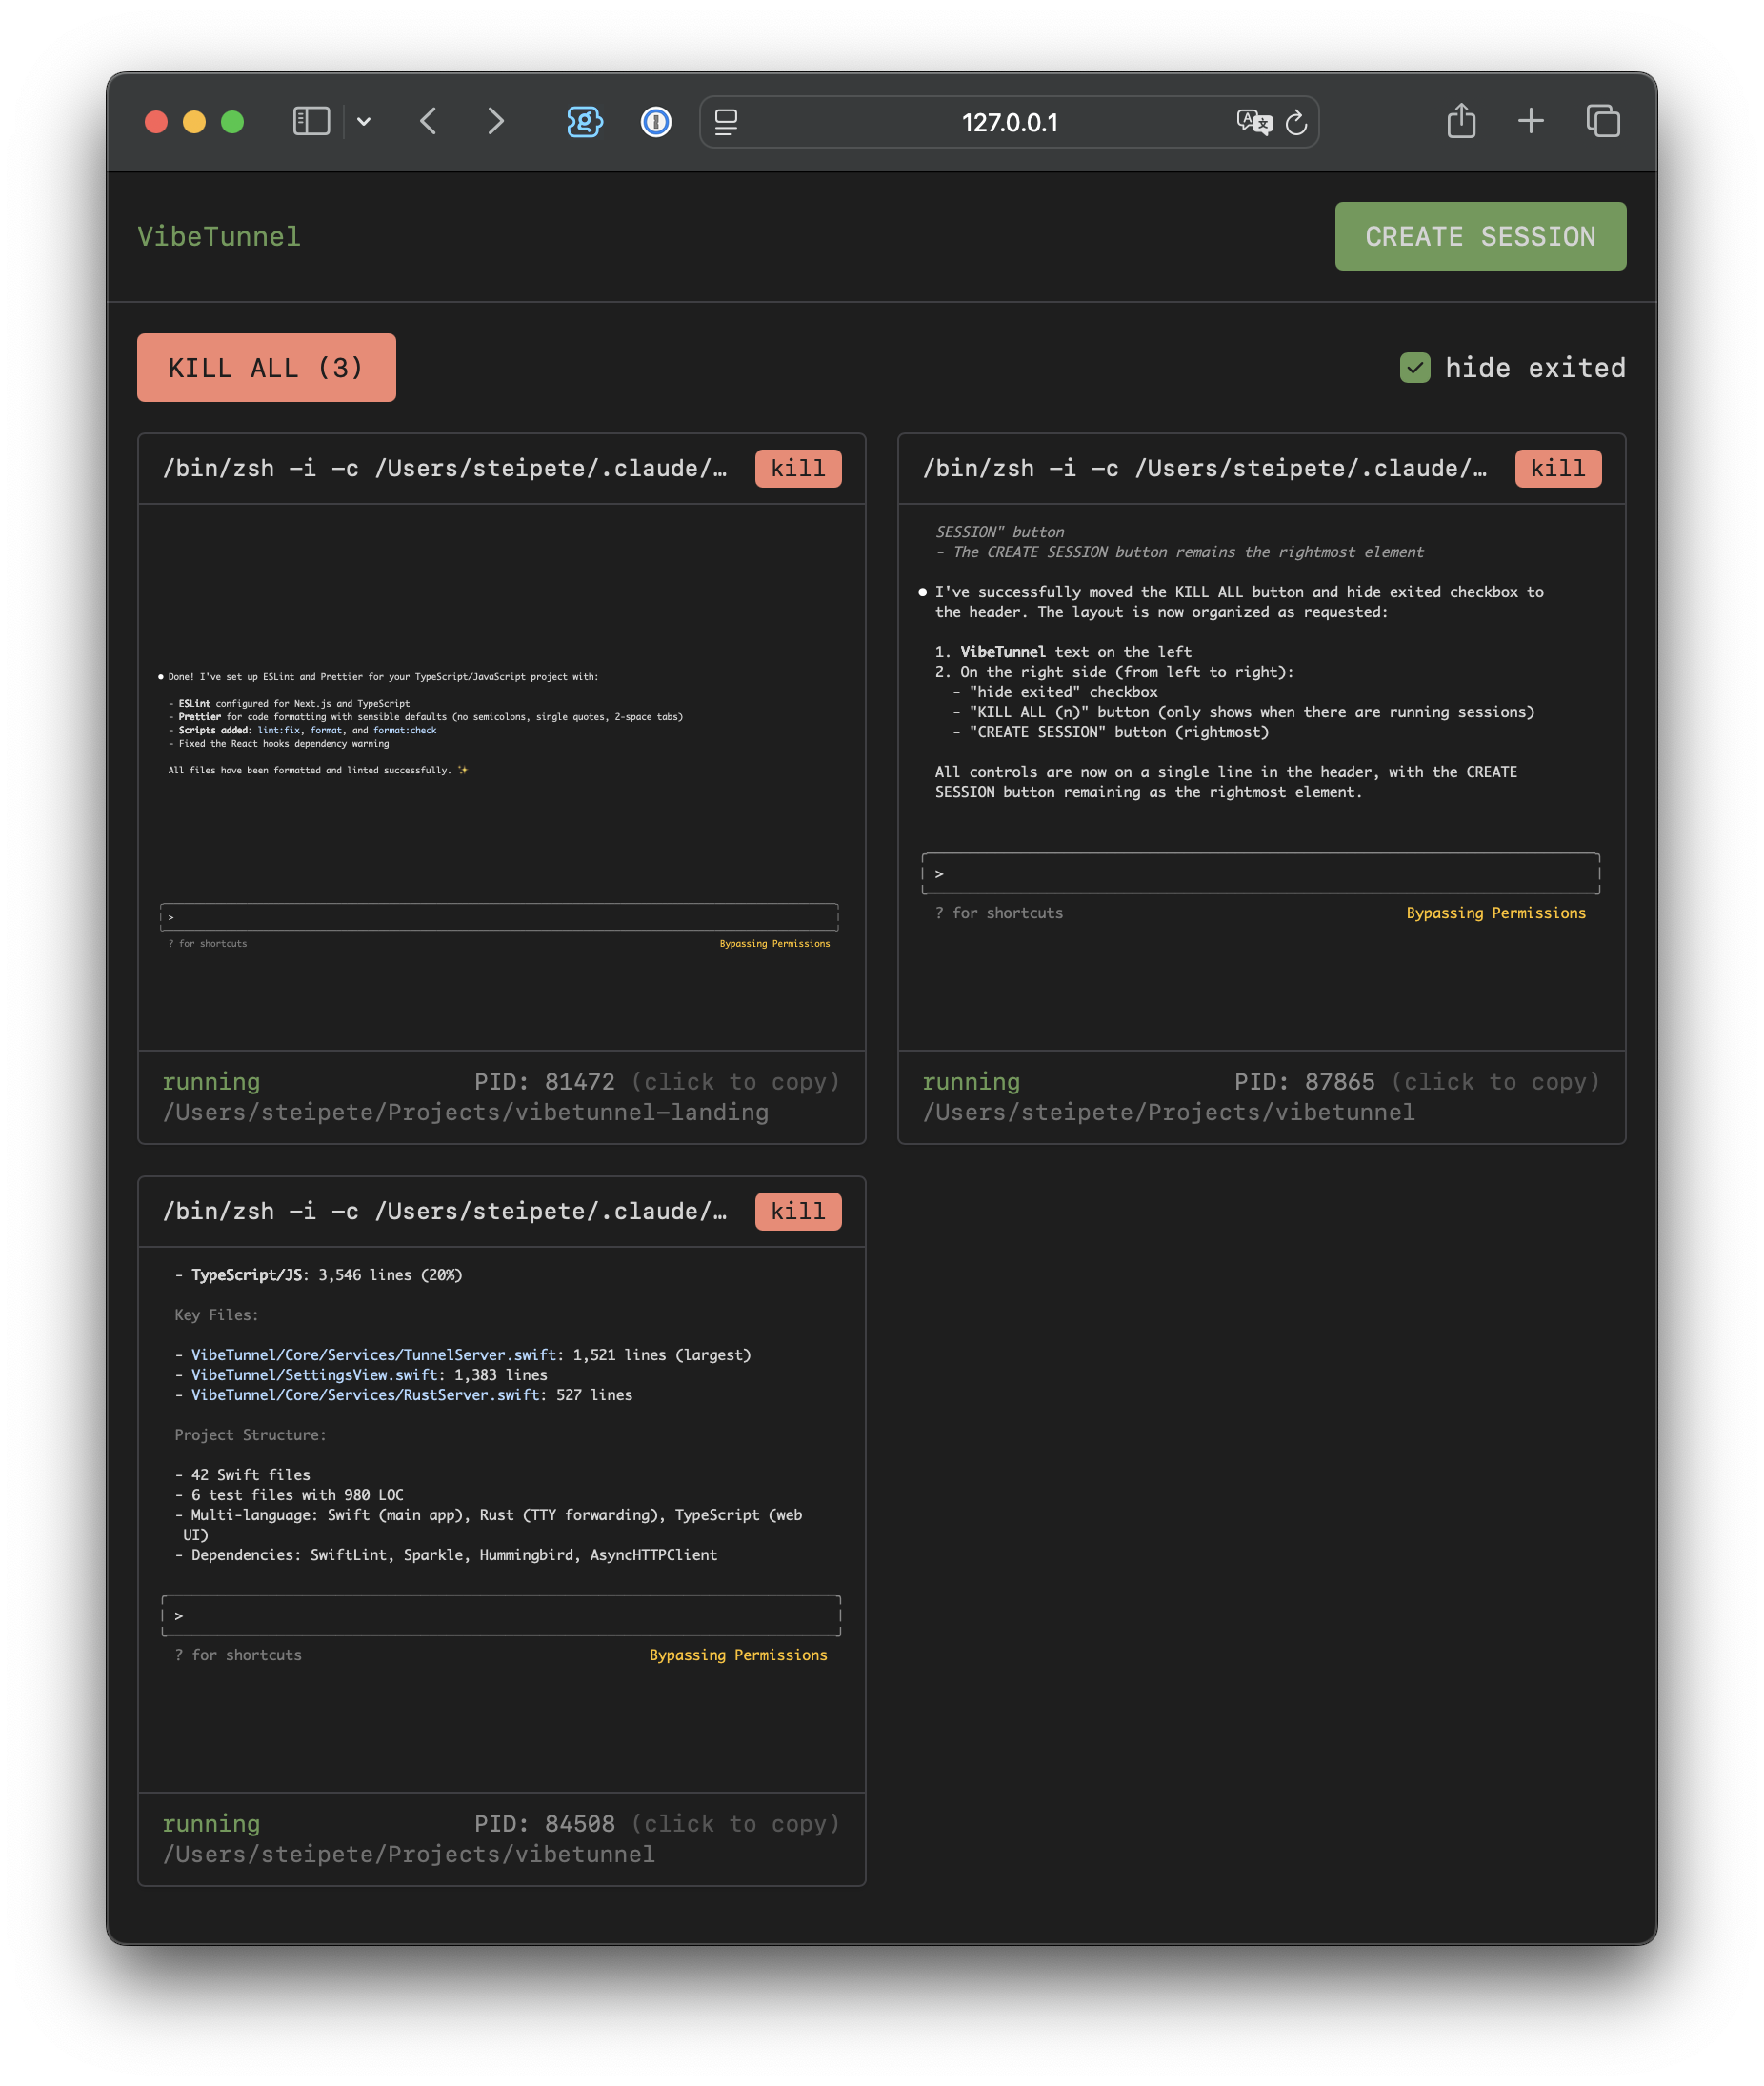 127.0.0.1
VibeTunnel
CREATE SESSION
KILL ALL (3)
hide exited
/bin/zsh -i -c /Users/steipete/.claude/…
kill
● Done! I've set up ESLint and Prettier for your TypeScript/JavaScript project with:
- ESLint configured for Next.js and TypeScript
- Prettier for code formatting with sensible defaults (no semicolons, single quotes, 2-space tabs)
- Scripts added: lint:fix, format, and format:check
- Fixed the React hooks dependency warning
All files have been formatted and linted successfully. ✨
>
? for shortcuts
Bypassing Permissions
running
PID: 81472 (click to copy)
/Users/steipete/Projects/vibetunnel-landing
/bin/zsh -i -c /Users/steipete/.claude/…
kill
SESSION" button
- The CREATE SESSION button remains the rightmost element
● I've successfully moved the KILL ALL button and hide exited checkbox to
the header. The layout is now organized as requested:
1. VibeTunnel text on the left
2. On the right side (from left to right):
- "hide exited" checkbox
- "KILL ALL (n)" button (only shows when there are running sessions)
- "CREATE SESSION" button (rightmost)
All controls are now on a single line in the header, with the CREATE
SESSION button remaining as the rightmost element.
>
? for shortcuts
Bypassing Permissions
running
PID: 87865 (click to copy)
/Users/steipete/Projects/vibetunnel
/bin/zsh -i -c /Users/steipete/.claude/…
kill
- TypeScript/JS: 3,546 lines (20%)
Key Files:
- VibeTunnel/Core/Services/TunnelServer.swift: 1,521 lines (largest)
- VibeTunnel/SettingsView.swift: 1,383 lines
- VibeTunnel/Core/Services/RustServer.swift: 527 lines
Project Structure:
- 42 Swift files
- 6 test files with 980 LOC
- Multi-language: Swift (main app), Rust (TTY forwarding), TypeScript (web
UI)
- Dependencies: SwiftLint, Sparkle, Hummingbird, AsyncHTTPClient
>
? for shortcuts
Bypassing Permissions
running
PID: 84508 (click to copy)
/Users/steipete/Projects/vibetunnel